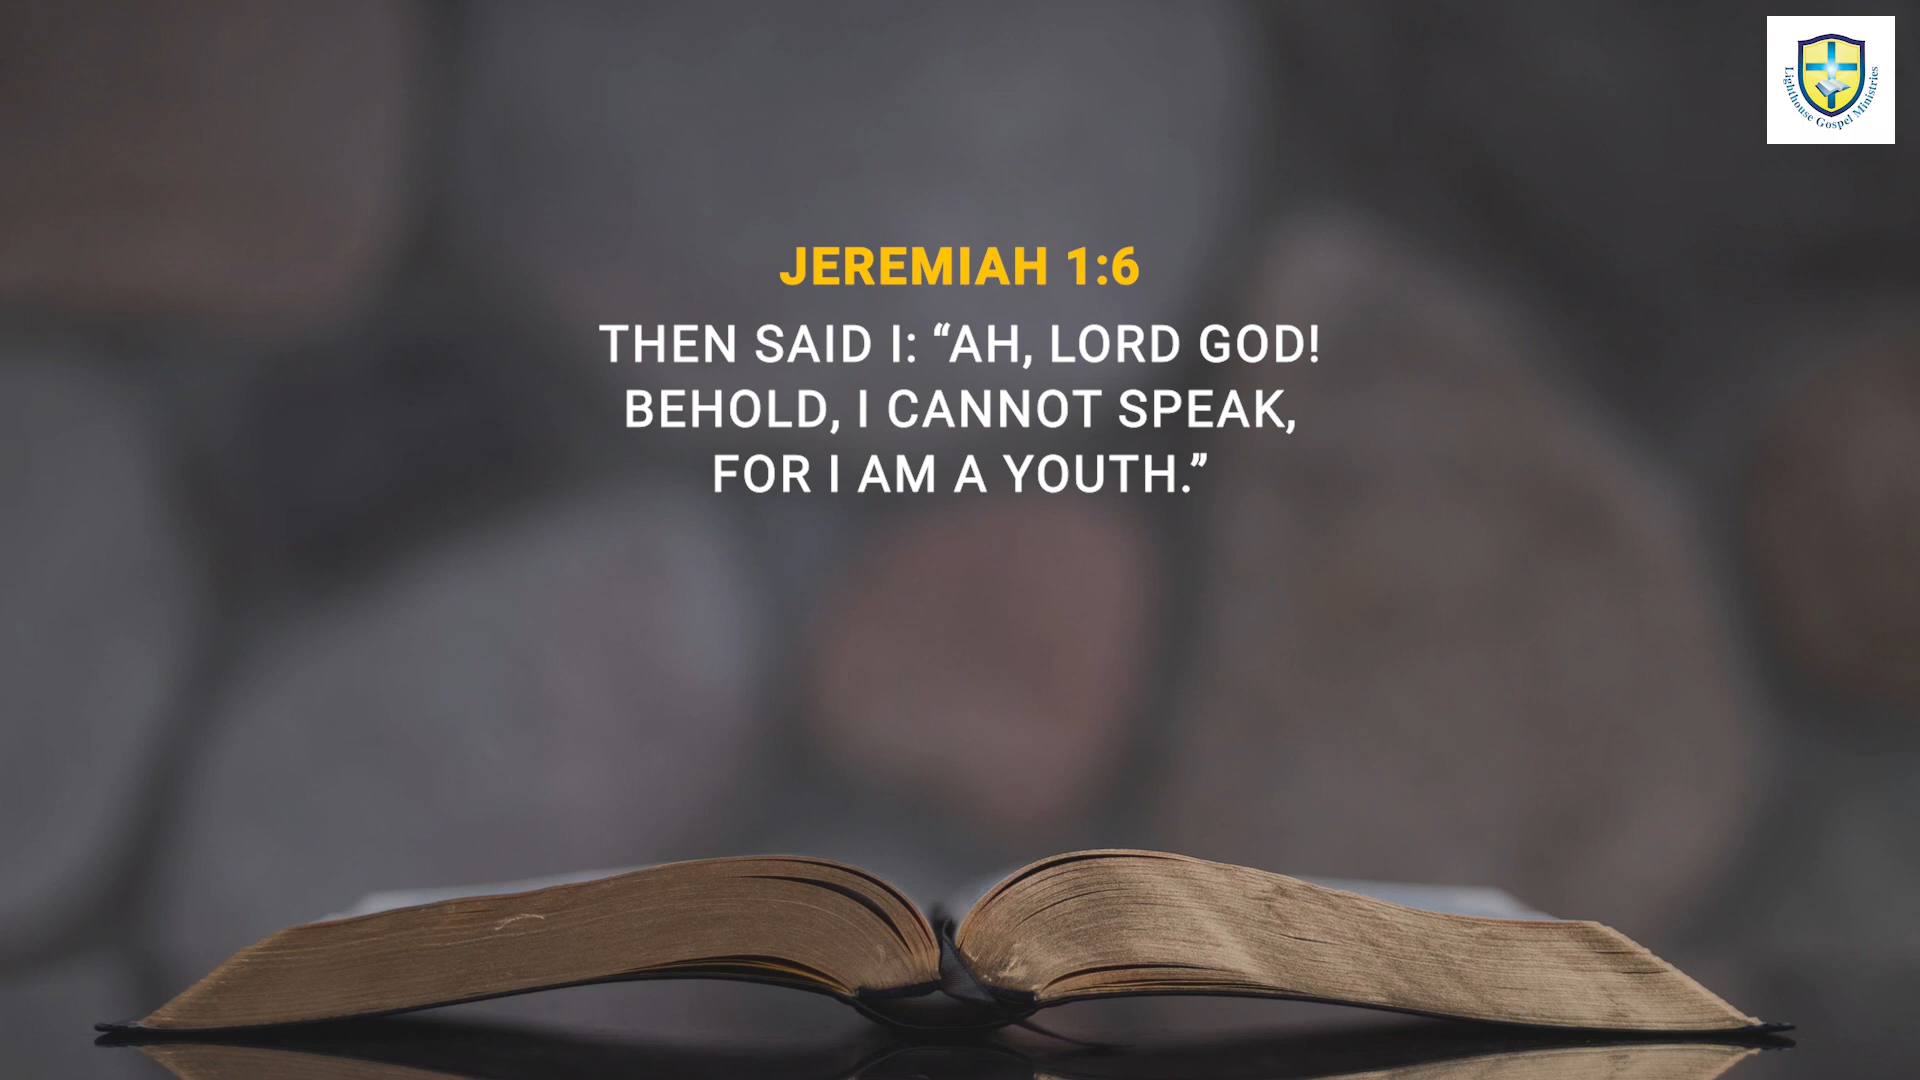 Lighthouse Gospel Ministries
JEREMIAH 1:6
THEN SAID I: “AH, LORD GOD!
BEHOLD, I CANNOT SPEAK,
FOR I AM A YOUTH.”